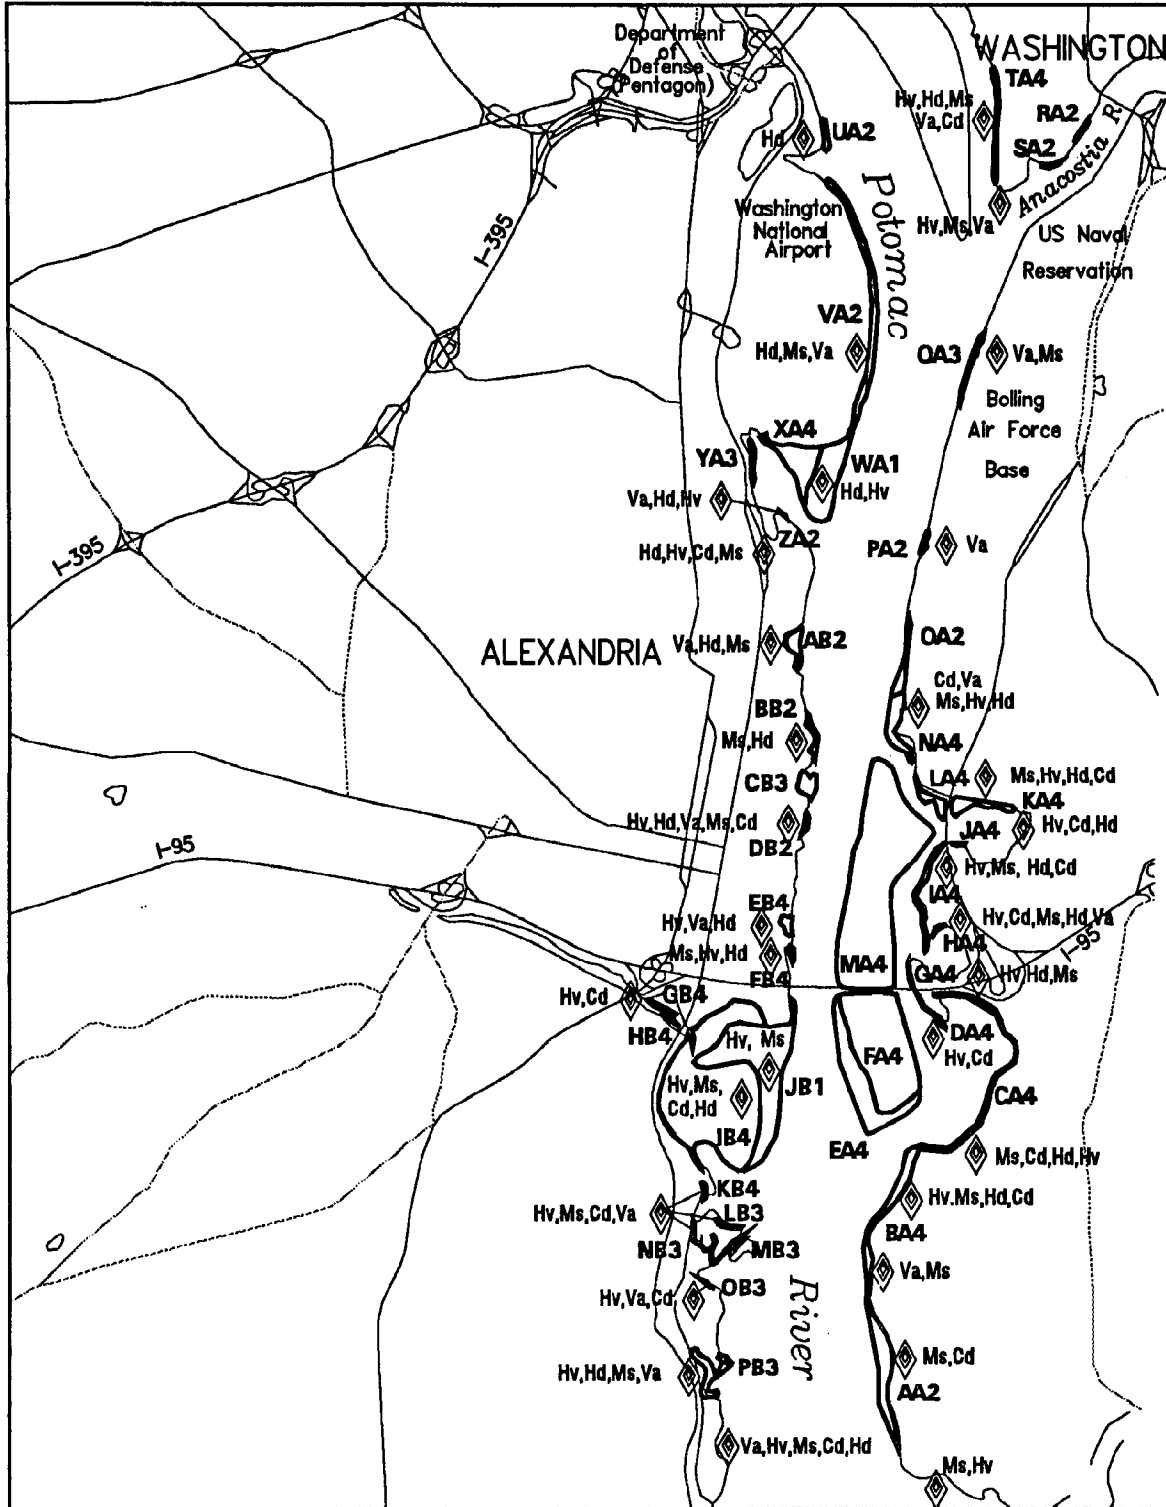 Department
of
Defense
(Pentagon)
WASHINGTON
TA4
Hv,Hd,Ms
Va,Cd
RA2
SA2
Anacostia R.
Hd
UA2
Potomac
Washington
National
Airport
Hv,Ms,Va
US Naval
Reservation
I-395
VA2
Hd,Ms,Va
QA3
Va,Ms
Bolling
Air Force
Base
XA4
YA3
WA1
Hd,Hv
Va,Hd,Hv
ZA2
I-395
Hd,Hv,Cd,Ms
PA2
Va
ALEXANDRIA
Va,Hd,Ms
AB2
OA2
Cd,Va
Ms,Hv,Hd
BB2
Ms,Hd
NA4
CB3
LA4
Ms,Hv,Hd,Cd
KA4
Hv,Hd,Va,Ms,Cd
DB2
JA4
Hv,Cd,Hd
I-95
Hv,Ms, Hd,Cd
IA4
EB4
Hv,Va,Hd
Hv,Cd,Ms,Hd,Va
HA4
I-95
Ms,Hv,Hd
FB4
MA4
GA4
Hv,Hd,Ms
Hv,Cd
GB4
HB4
Hv, Ms
DA4
Hv,Cd
FA4
Hv,Ms,
Cd,Hd
JB1
CA4
IB4
EA4
Ms,Cd,Hd,Hv
KB4
Hv,Ms,Hd,Cd
Hv,Ms,Cd,Va
LB3
NB3
MB3
BA4
Va,Ms
OB3
Hv,Va,Cd
River
Ms,Cd
PB3
Hv,Hd,Ms,Va
AA2
Va,Hv,Ms,Cd,Hd
Ms,Hv